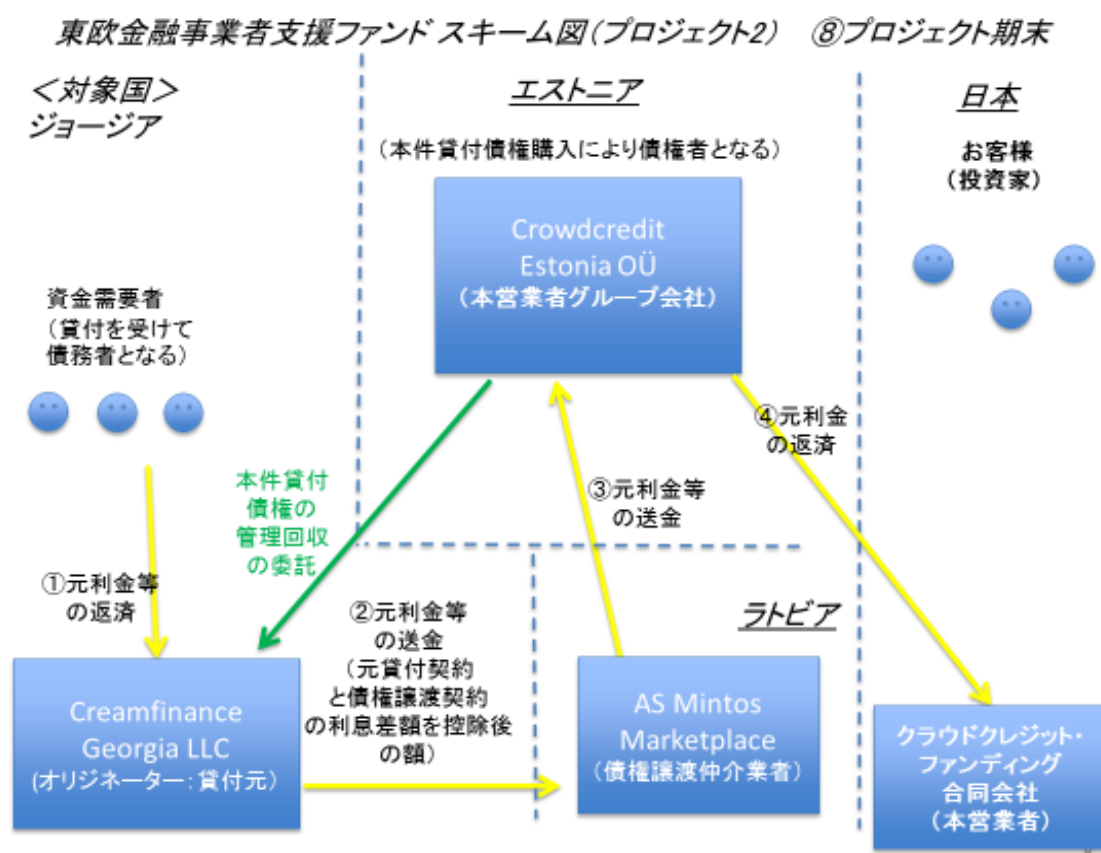 東欧金融事業者支援ファンド スキーム図(プロジェクト2) ⑧プロジェクト期末
<対象国>
ジョージア
エストニア
日本
(本件貸付債権購入により債権者となる)
お客様
(投資家)
Crowdcredit
Estonia OÜ
(本営業者グループ会社)
資金需要者
(貸付を受けて
債務者となる)
④元利金
の返済
本件貸付
債権の
管理回収
の委託
③元利金等
の送金
①元利金等
の返済
②元利金等
の送金
(元貸付契約
と債権譲渡契約
の利息差額を控除後
の額)
ラトビア
Creamfinance
Georgia LLC
(オリジネーター:貸付元)
AS Mintos
Marketplace
(債権譲渡仲介業者)
クラウドクレジット・
ファンディング
合同会社
(本営業者)